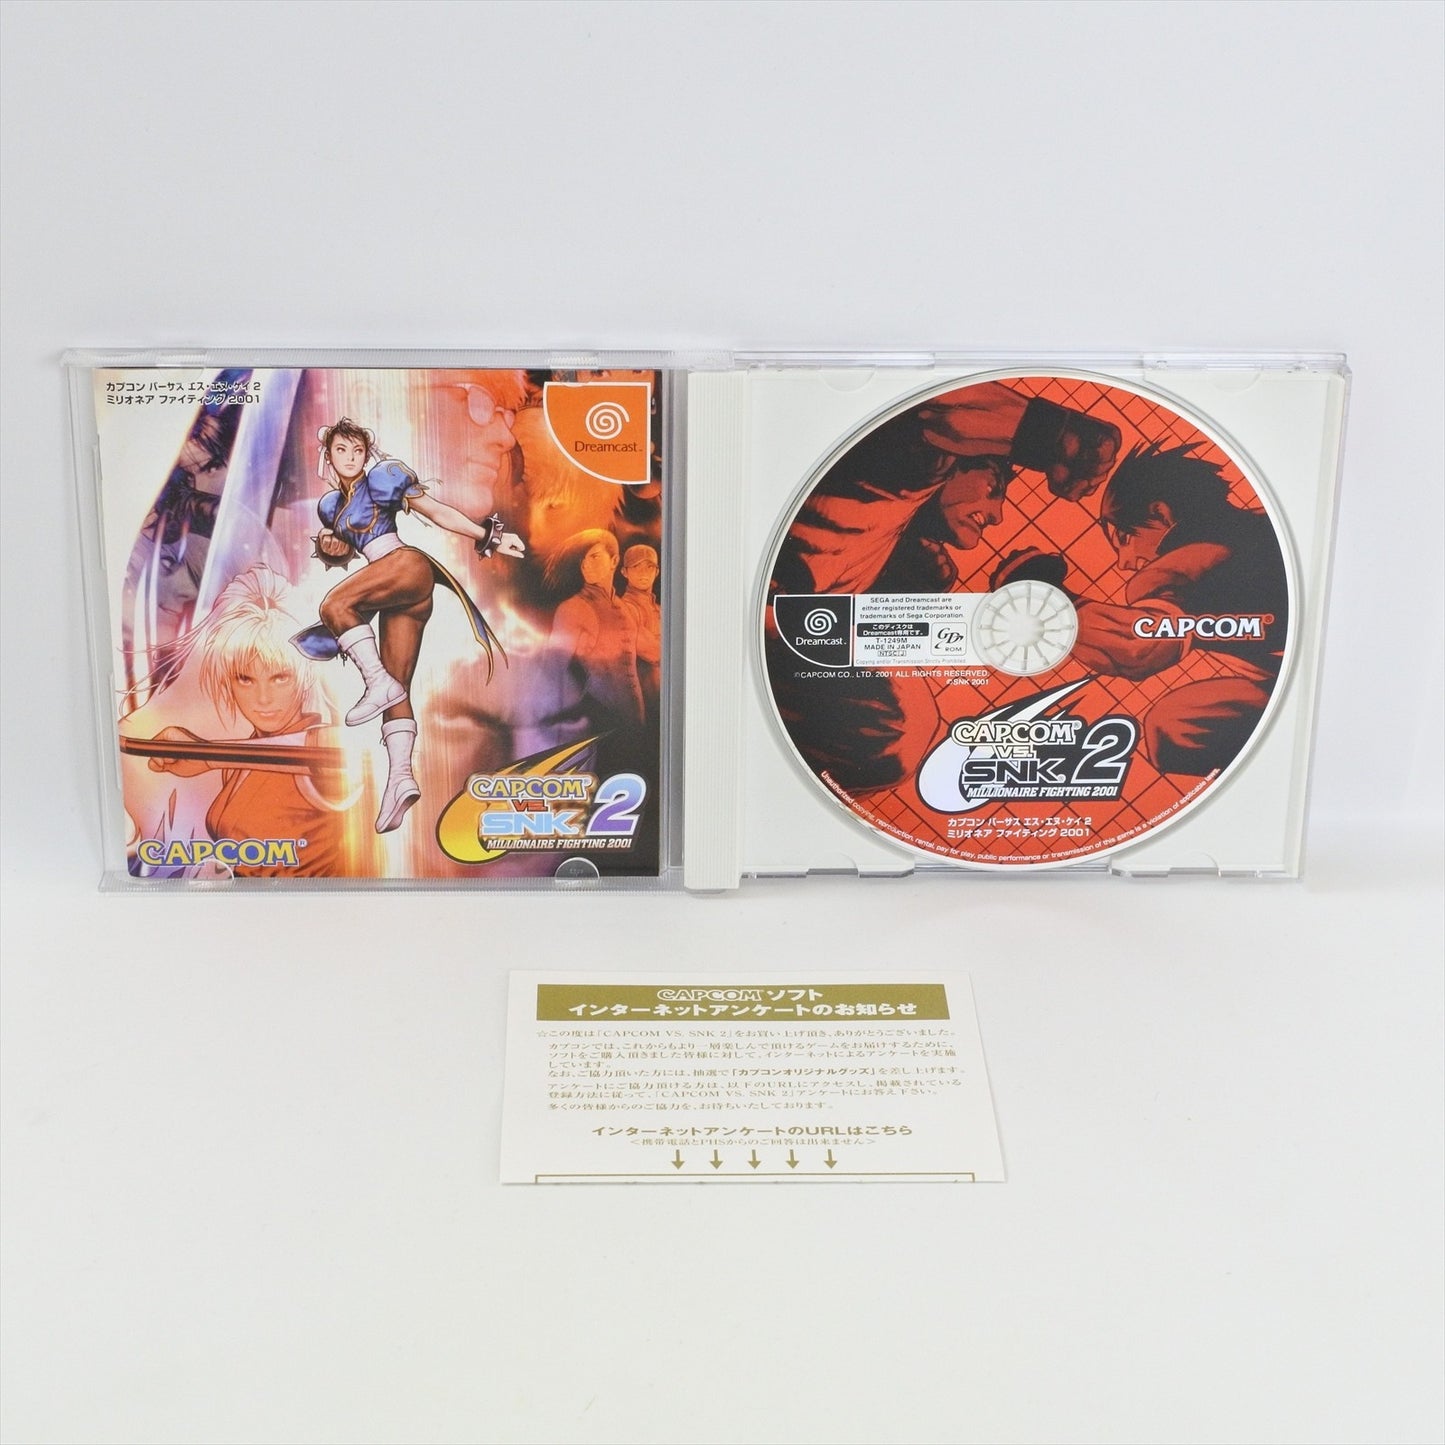 カプコン バーサス エス・エヌ・ケイ 2
ミリオネア ファイティング 2001
Dreamcast™
CAPCOM®
VS.
SNK® 2
MILLIONAIRE FIGHTING 2001
CAPCOM®
SEGA and Dreamcast are
either registered trademarks or
trademarks of Sega Corporation.
Dreamcast™
このディスクは
Dreamcast専用です。
T-1249M
MADE IN JAPAN
NTSC J
GD
ROM
Copying and/or Transmission Strictly Prohibited.
©CAPCOM CO., LTD. 2001 ALL RIGHTS RESERVED.
©SNK 2001
CAPCOM®
CAPCOM®
VS.
SNK® 2
MILLIONAIRE FIGHTING 2001
カプコン バーサス エス・エヌ・ケイ 2
ミリオネア ファイティング 2001
Unauthorized copying, reproduction, rental, pay for play, public performance or transmission of this game is a violation of applicable laws.
CAPCOM®ソフト
インターネットアンケートのお知らせ
☆この度は「CAPCOM VS. SNK 2」をお買い上げ頂き、ありがとうございました。
カプコンでは、これからもより一層楽しんで頂けるゲームをお届けするために、
ソフトをご購入頂きました皆様に対して、インターネットによるアンケートを実施
しています。
なお、ご協力頂いた方には、抽選で「カプコンオリジナルグッズ」を差し上げます。
アンケートにご協力頂ける方は、以下のURLにアクセスし、掲載されている
登録方法に従って、「CAPCOM VS. SNK 2」アンケートにお答え下さい。
多くの皆様からのご協力を、お待ちいたしております。
インターネットアンケートのURLはこちら
＜携帯電話とPHSからのご回答は出来ません＞
↓ ↓ ↓ ↓ ↓